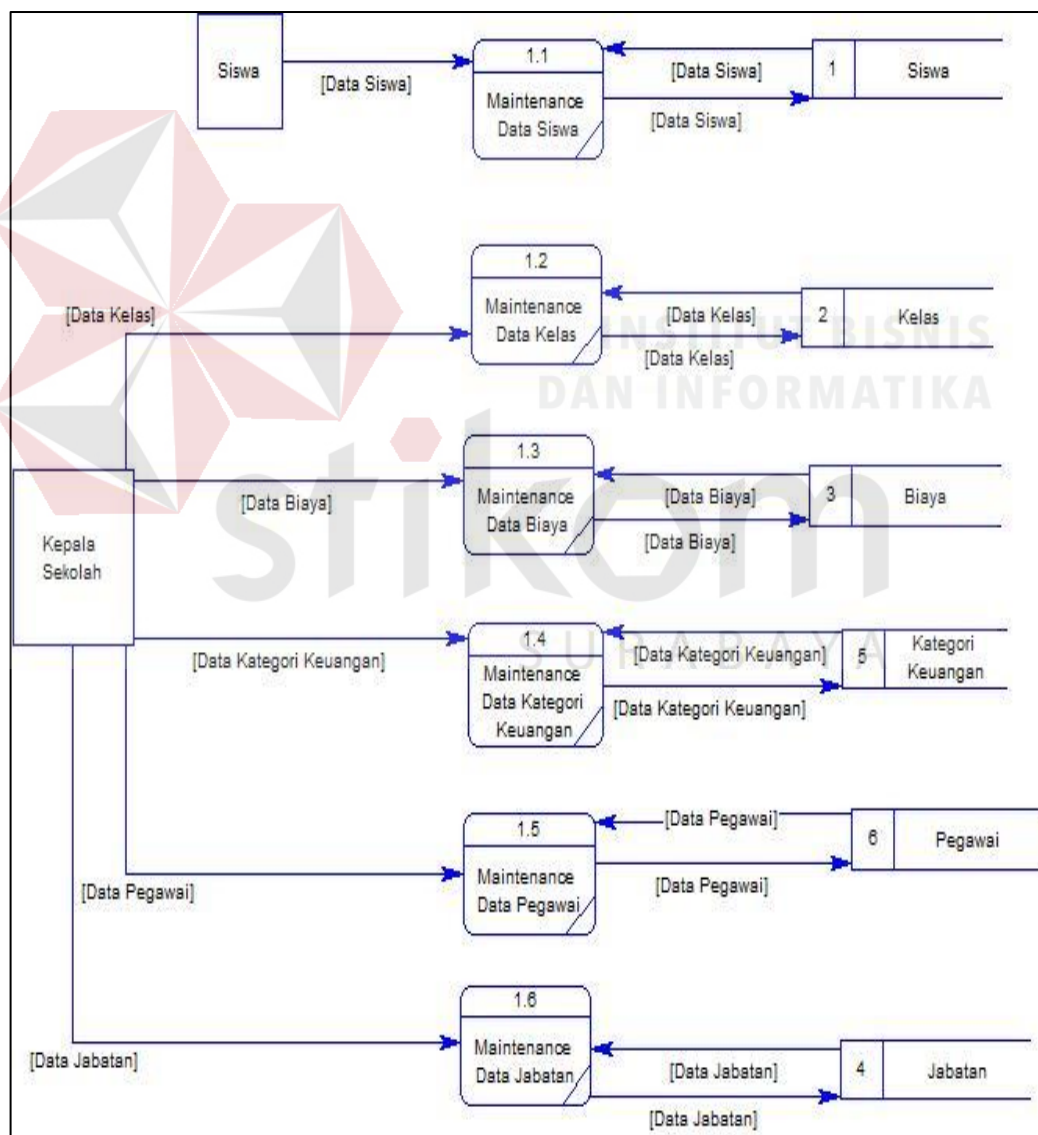 Siswa
[Data Siswa]
1.1
Maintenance
Data Siswa
[Data Siswa]
[Data Siswa]
1
Siswa
[Data Kelas]
1.2
Maintenance
Data Kelas
[Data Kelas]
[Data Kelas]
2
Kelas
INSTITUT BISNIS
DAN INFORMATIKA
stikom
SURABAYA
Kepala
Sekolah
[Data Biaya]
1.3
Maintenance
Data Biaya
[Data Biaya]
[Data Biaya]
3
Biaya
[Data Kategori Keuangan]
1.4
Maintenance
Data Kategori
Keuangan
[Data Kategori Keuangan]
[Data Kategori Keuangan]
5
Kategori
Keuangan
[Data Pegawai]
1.5
Maintenance
Data Pegawai
[Data Pegawai]
[Data Pegawai]
6
Pegawai
[Data Jabatan]
1.6
Maintenance
Data Jabatan
[Data Jabatan]
[Data Jabatan]
4
Jabatan